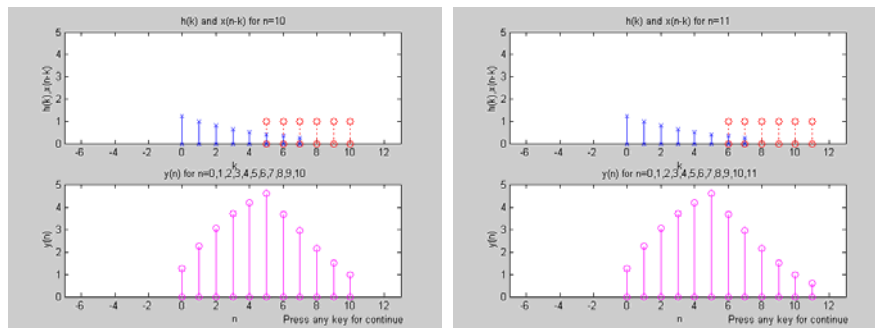 h(k) and x(n-k) for n=10
5
4
3
2
1
0
h(k),x(n-k)
-6 -4 -2 0 2 4 6 8 10 12
k
y(n) for n=0,1,2,3,4,5,6,7,8,9,10
5
4
3
2
1
0
y(n)
-6 -4 -2 0 2 4 6 8 10 12
n
Press any key for continue
h(k) and x(n-k) for n=11
5
4
3
2
1
0
h(k),x(n-k)
-6 -4 -2 0 2 4 6 8 10 12
k
y(n) for n=0,1,2,3,4,5,6,7,8,9,10,11
5
4
3
2
1
0
y(n)
-6 -4 -2 0 2 4 6 8 10 12
n
Press any key for continue